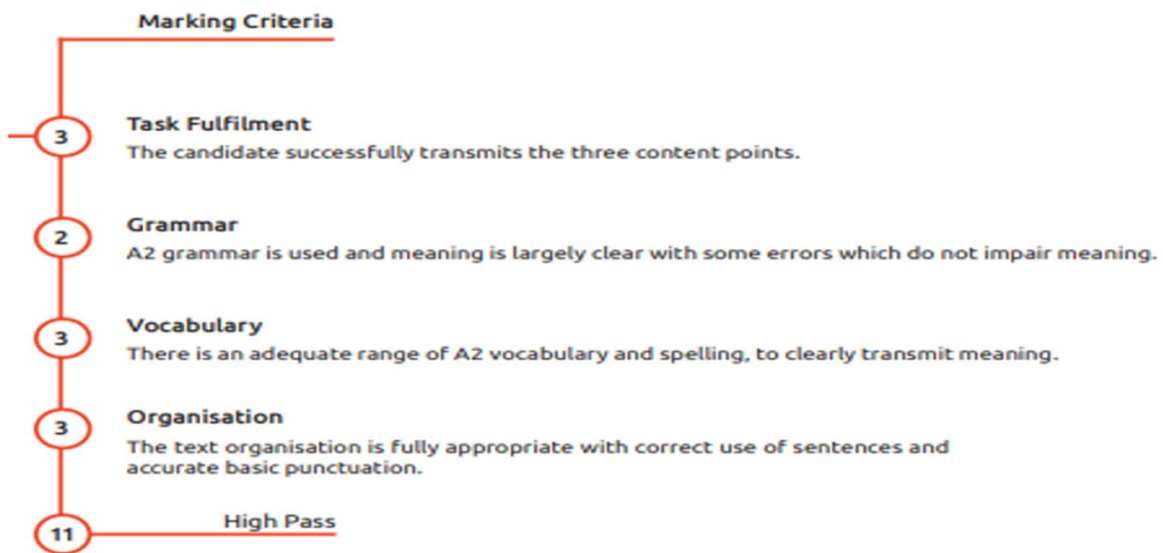 Marking Criteria
3
Task Fulfilment
The candidate successfully transmits the three content points.
2
Grammar
A2 grammar is used and meaning is largely clear with some errors which do not impair meaning.
3
Vocabulary
There is an adequate range of A2 vocabulary and spelling, to clearly transmit meaning.
3
Organisation
The text organisation is fully appropriate with correct use of sentences and
accurate basic punctuation.
11
High Pass